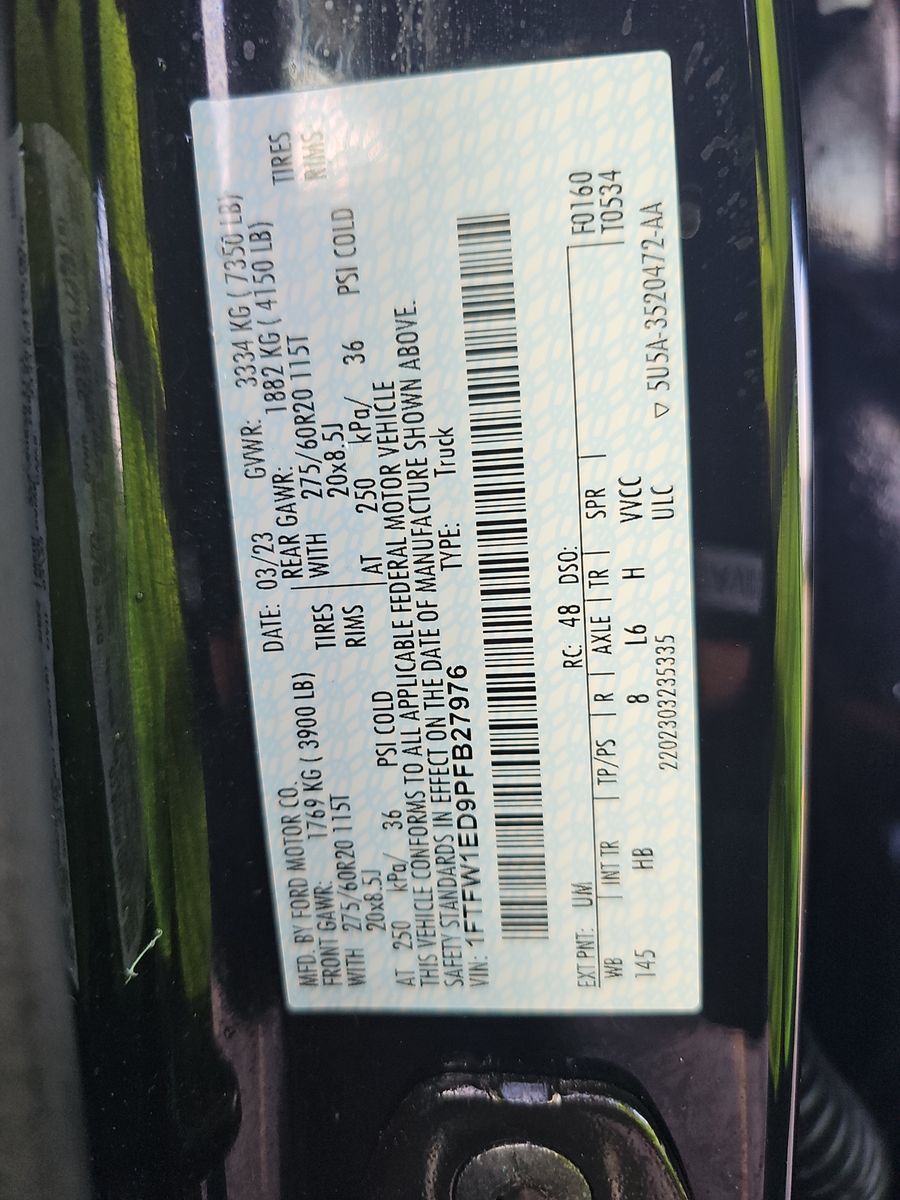 MFD. BY FORD MOTOR CO. DATE: 03/23 GVWR: 3334 KG ( 7350 LB)
FRONT GAWR: 1769 KG ( 3900 LB) REAR GAWR: 1882 KG ( 4150 LB)
WITH 275/60R20 115T TIRES WITH 275/60R20 115T TIRES
20x8.5J RIMS 20x8.5J RIMS
AT 250 kPa/ 36 PSI COLD AT 250 kPa/ 36 PSI COLD
THIS VEHICLE CONFORMS TO ALL APPLICABLE FEDERAL MOTOR VEHICLE
SAFETY STANDARDS IN EFFECT ON THE DATE OF MANUFACTURE SHOWN ABOVE.
VIN: 1FTFW1ED9PFB27976 TYPE: Truck
EXT PNT: UM RC: 48 DSO: F0160
WB INT TR TP/PS R AXLE TR SPR T0534
145 HB 8 L6 H VVCC
2202303235335 ULC ▽ 5U5A-3520472-AA